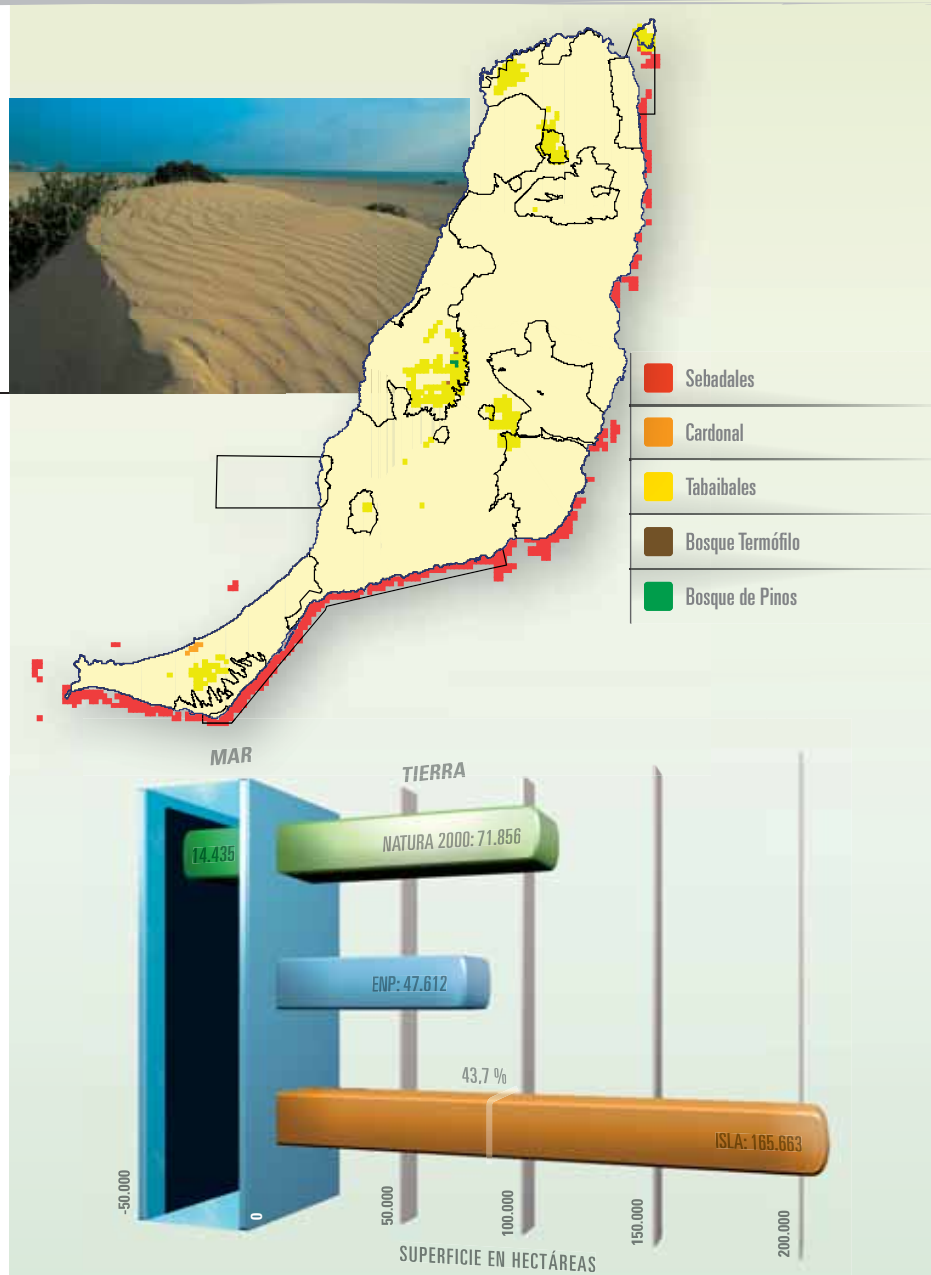 Sebadales
Cardonal
Tabaibales
Bosque Termófilo
Bosque de Pinos
MAR
TIERRA
14.435
NATURA 2000: 71.856
ENP: 47.612
43,7 %
ISLA: 165.663
-50.000
0
50.000
100.000
150.000
200.000
SUPERFICIE EN HECTÁREAS